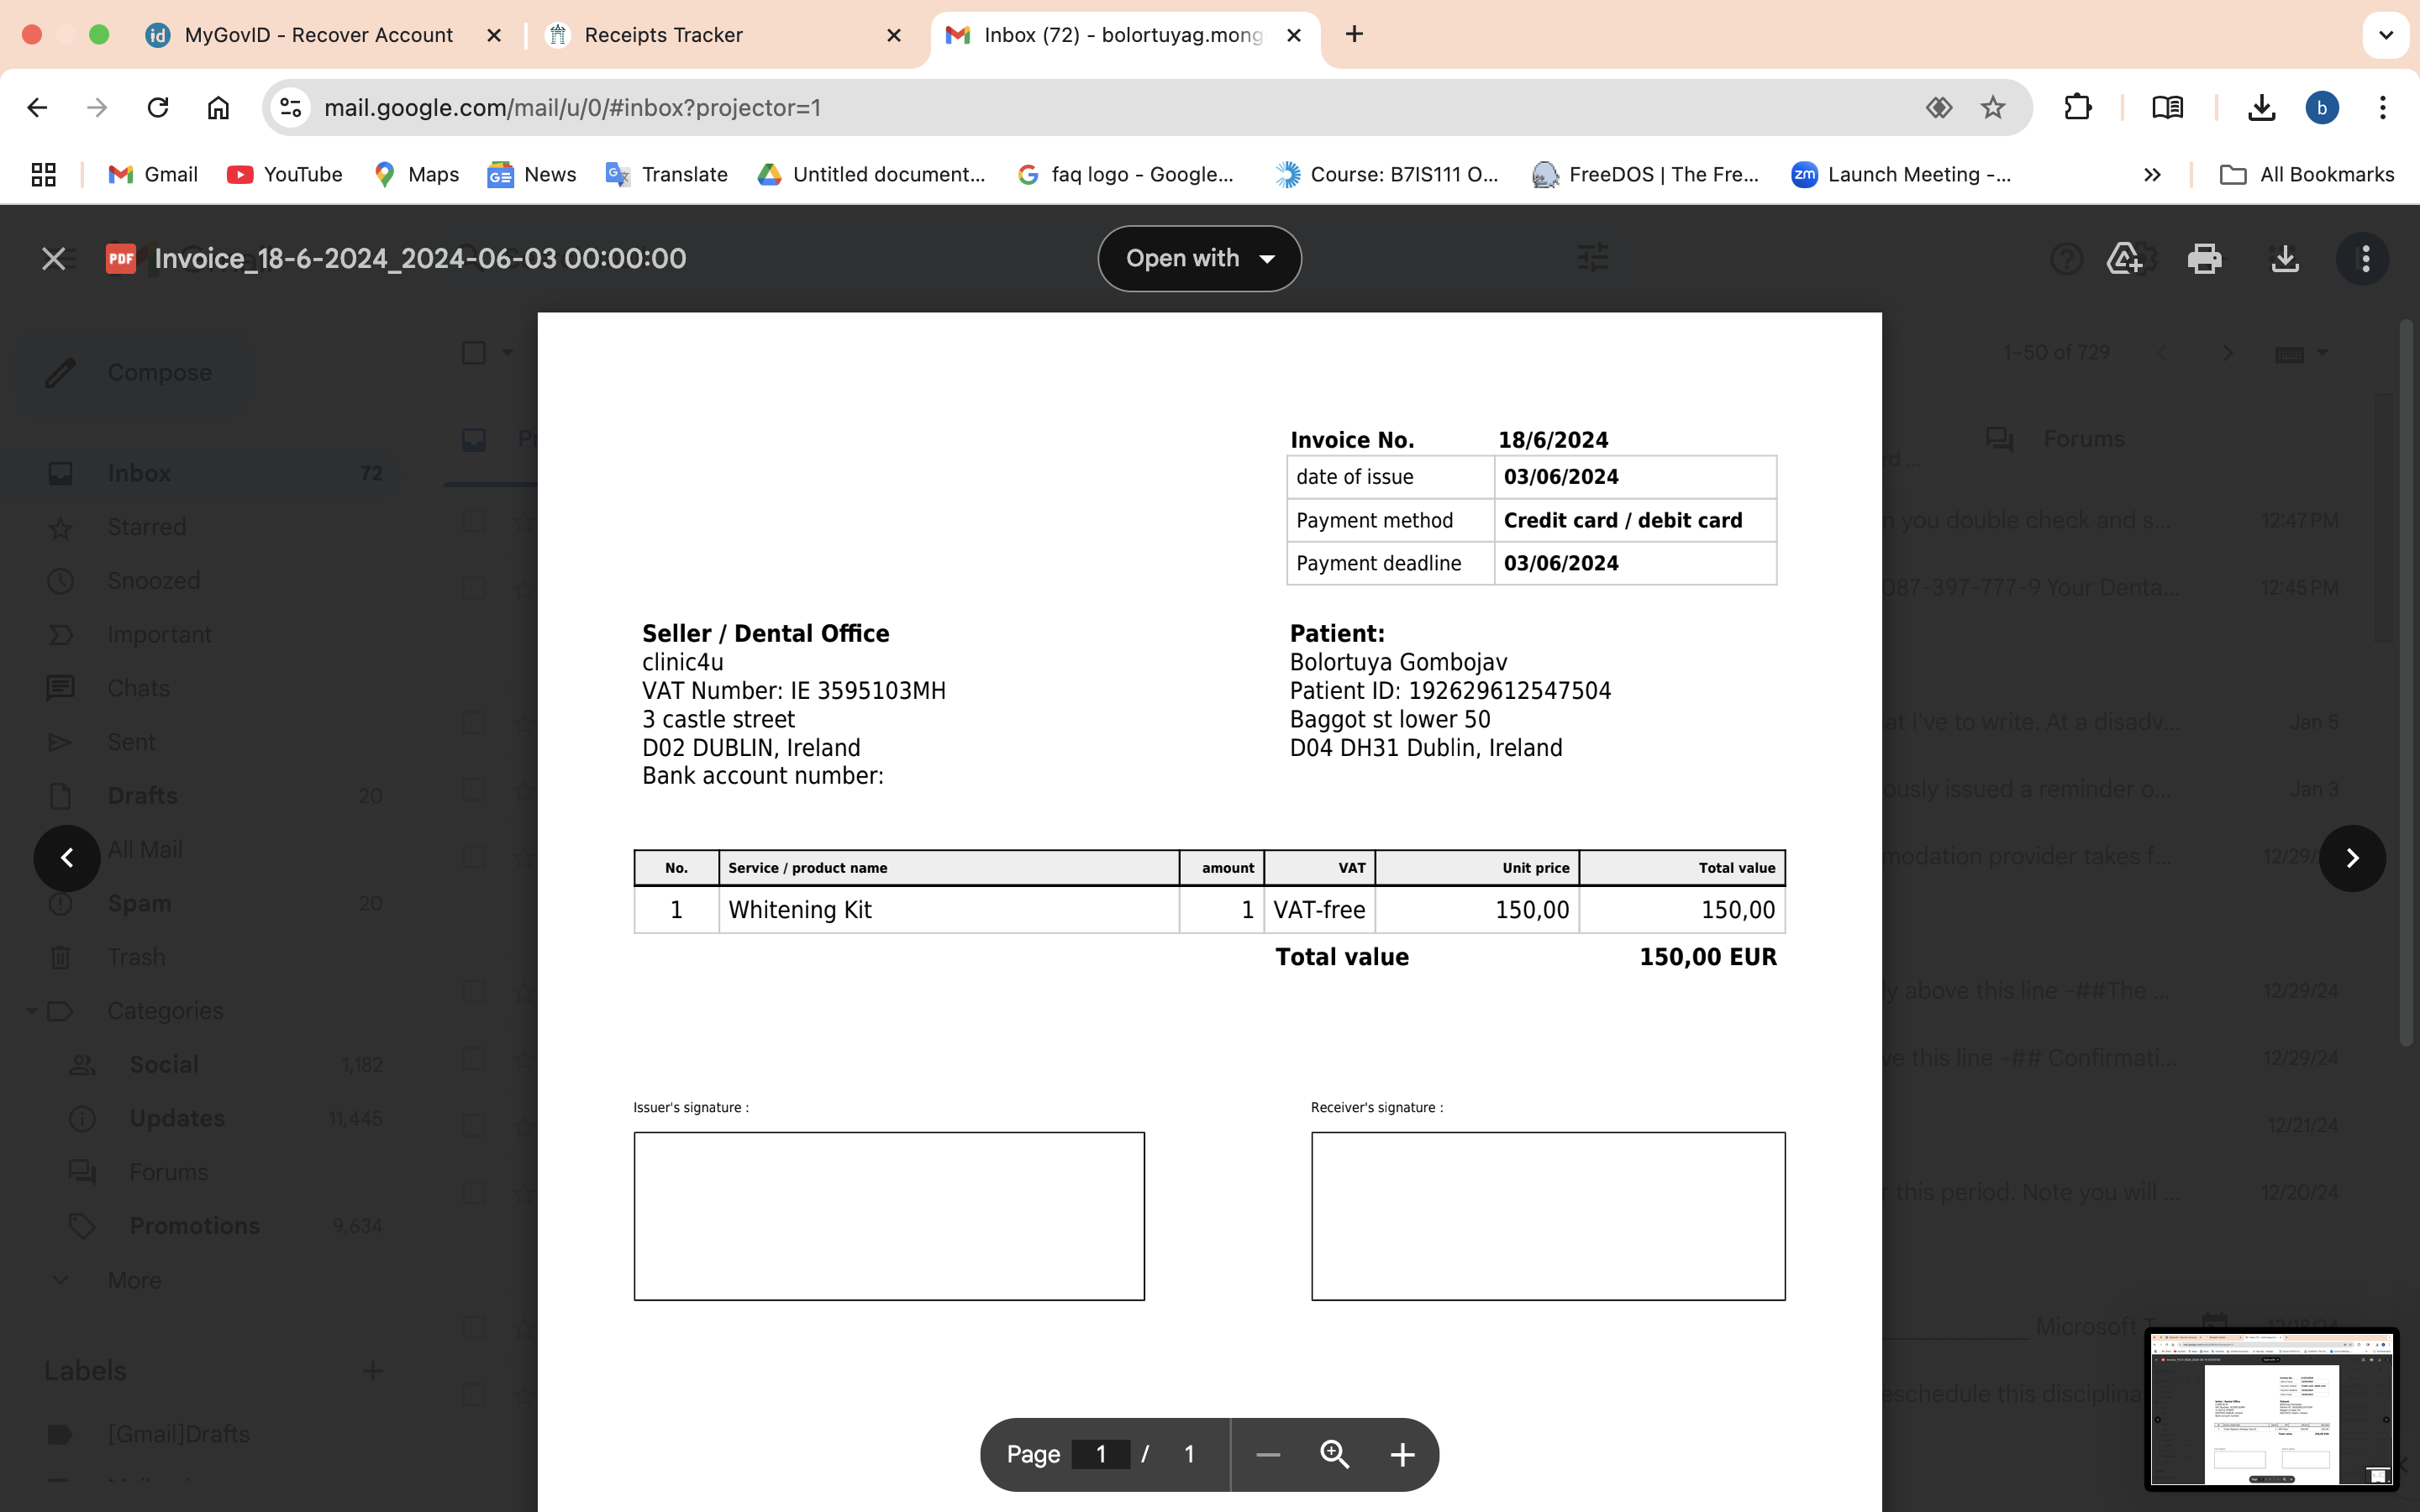 MyGovID - Recover Account
Receipts Tracker
Inbox (72) - bolortuyag.mong
mail.google.com/mail/u/0/#inbox?projector=1
b
Gmail
YouTube
Maps
News
Translate
Untitled document...
faq logo - Google...
Course: B7IS111 O...
FreeDOS | The Fre...
Launch Meeting -...
All Bookmarks
PDF Invoice_18-6-2024_2024-06-03 00:00:00
Open with
Compose
1–50 of 729
Inbox 72
Starred
Snoozed
Important
Chats
Sent
Drafts 20
All Mail
Spam 20
Trash
Categories
Social 1,182
Updates 11,445
Forums
Promotions 9,634
More
Labels
[Gmail]Drafts
Invoice No. 18/6/2024
date of issue 03/06/2024
Payment method Credit card / debit card
Payment deadline 03/06/2024
Seller / Dental Office
clinic4u
VAT Number: IE 3595103MH
3 castle street
D02 DUBLIN, Ireland
Bank account number:
Patient:
Bolortuya Gombojav
Patient ID: 192629612547504
Baggot st lower 50
D04 DH31 Dublin, Ireland
No. Service / product name amount VAT Unit price Total value
1 Whitening Kit 1 VAT-free 150,00 150,00
Total value 150,00 EUR
Issuer's signature :
Receiver's signature :
Page 1 / 1
Forums
you double check and s... 12:47 PM
087-397-777-9 Your Denta... 12:45 PM
at I've to write. At a disadv... Jan 5
ously issued a reminder o... Jan 3
modation provider takes f... 12/29/
above this line -##The ... 12/29/24
ve this line -## Confirmati... 12/29/24
12/21/24
this period. Note you will ... 12/20/24
Microsoft T
eschedule this disciplina